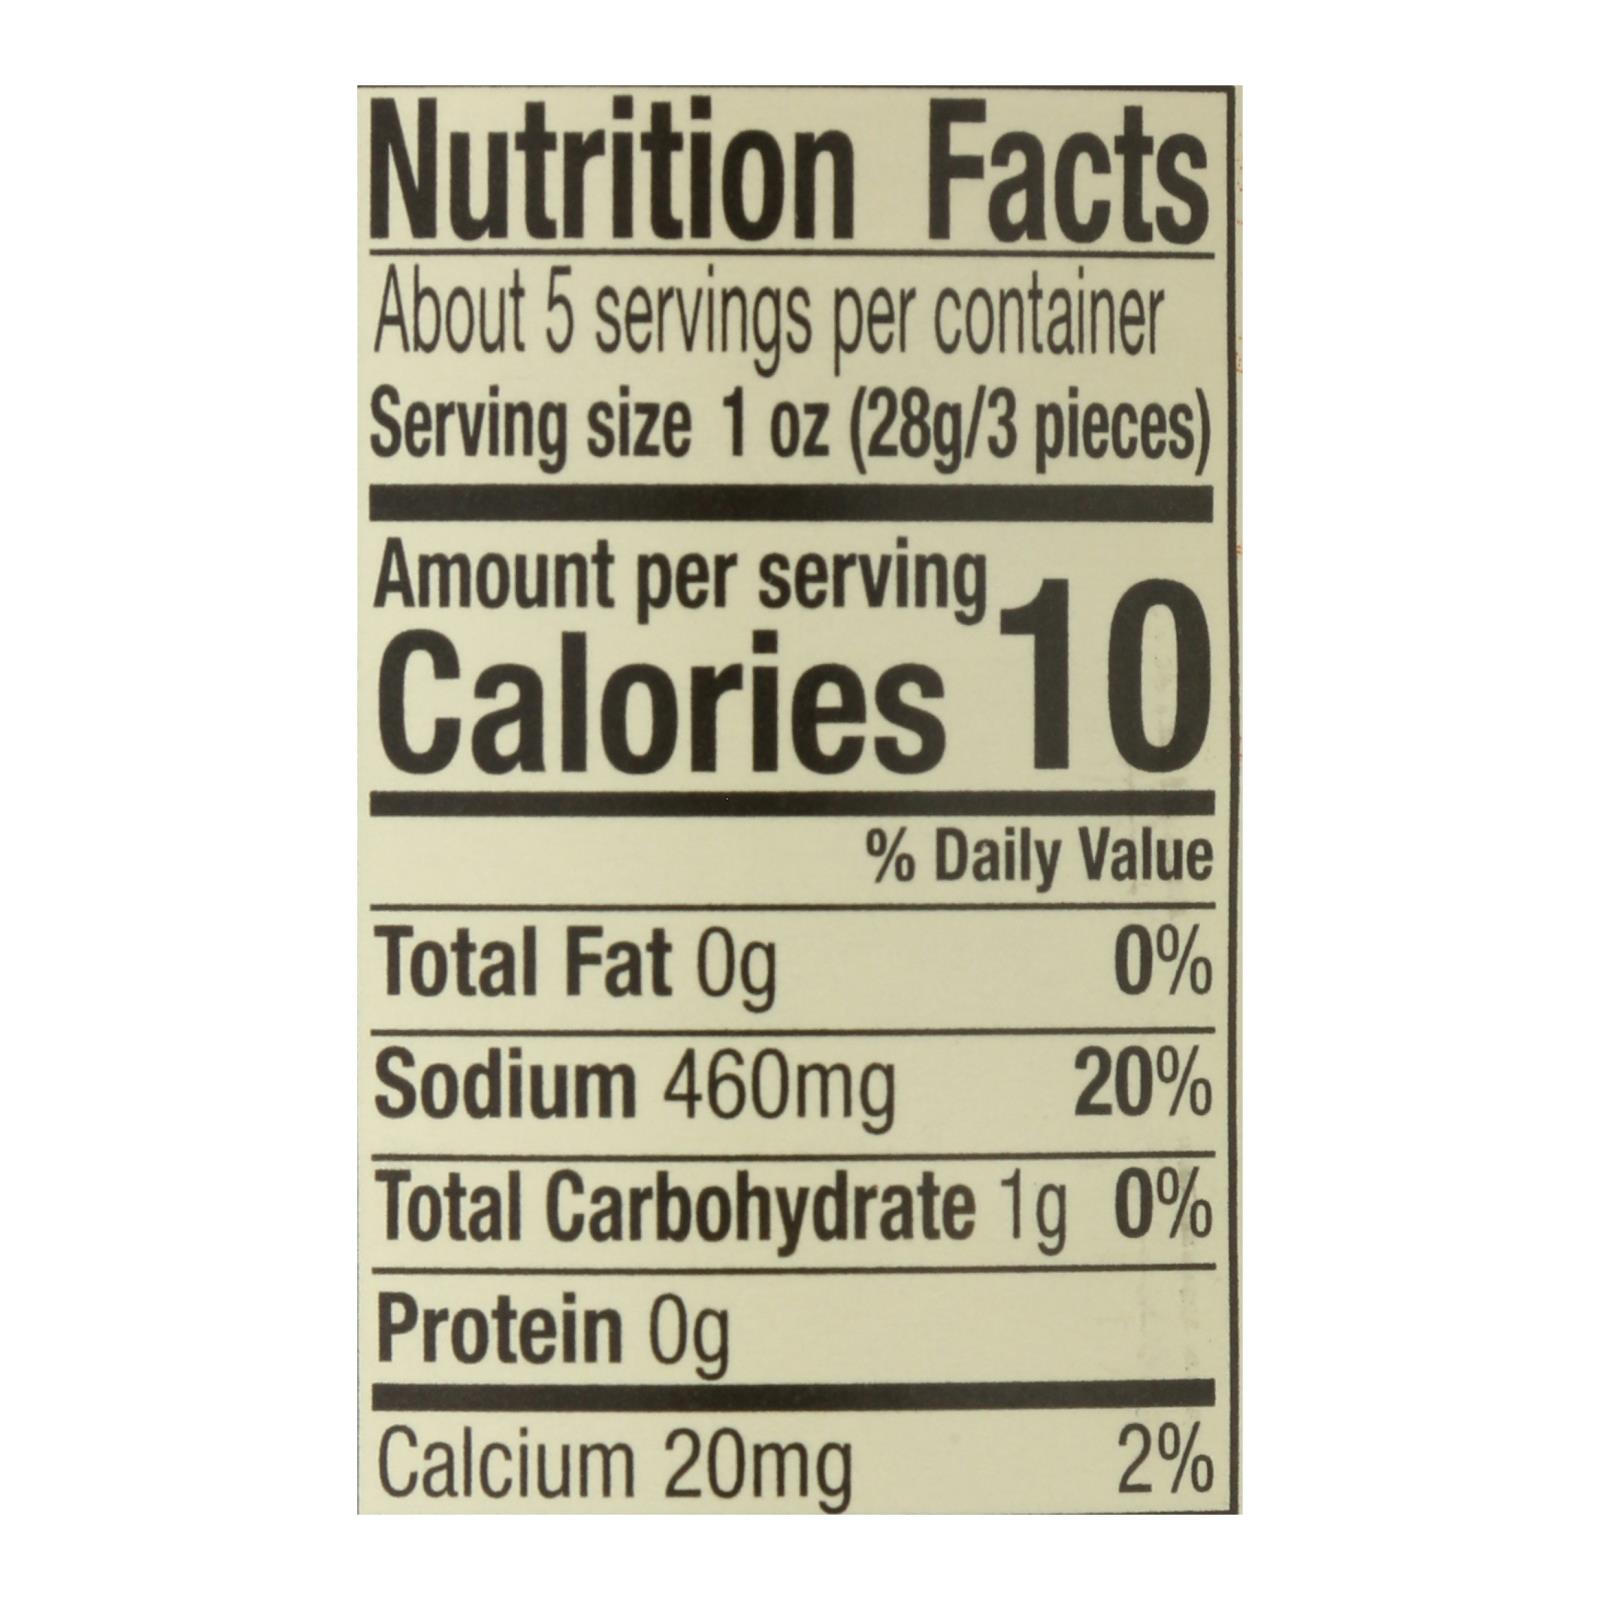 Nutrition Facts
About 5 servings per container
Serving size 1 oz (28g/3 pieces)
Amount per serving
Calories 10
% Daily Value
Total Fat 0g 0%
Sodium 460mg 20%
Total Carbohydrate 1g 0%
Protein 0g
Calcium 20mg 2%